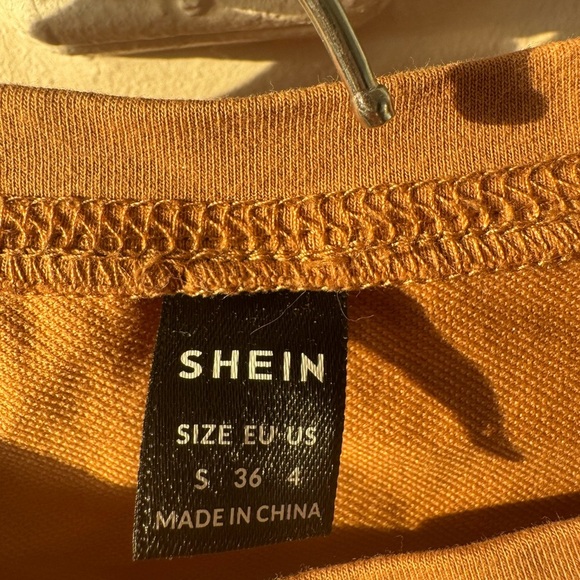 SHEIN
SIZE EU US
S 36 4
MADE IN CHINA